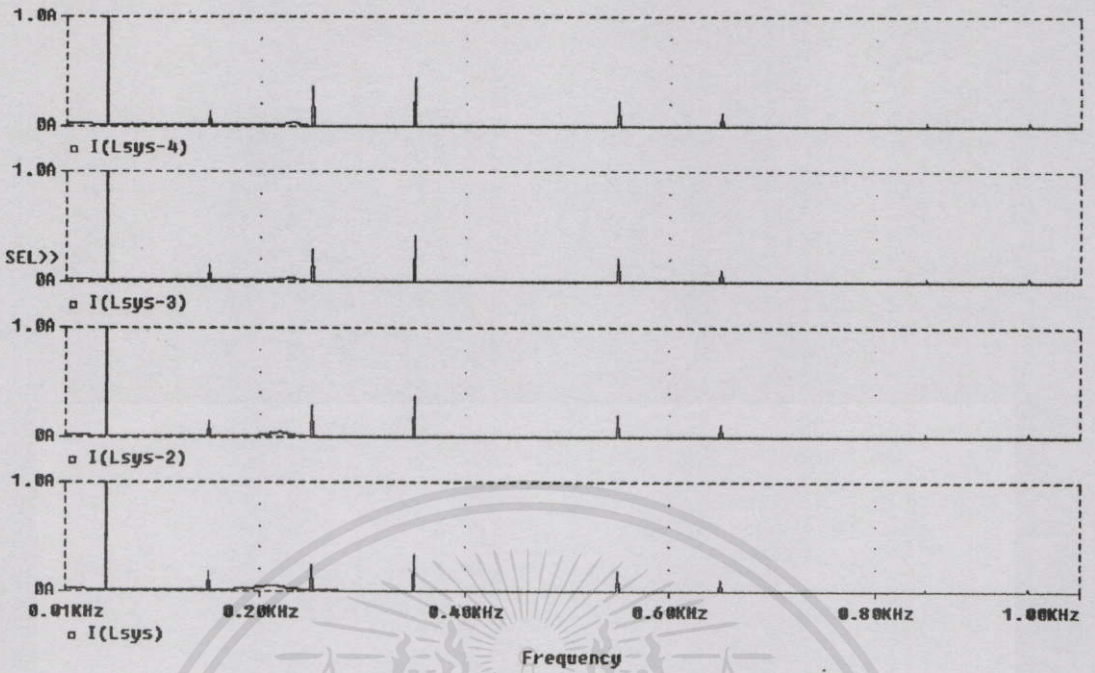 1.0A
0A
I(Lsys-4)
1.0A
SEL>>
0A
I(Lsys-3)
1.0A
0A
I(Lsys-2)
1.0A
0A
0.01KHz 0.20KHz 0.40KHz 0.60KHz 0.80KHz 1.00KHz
I(Lsys)
Frequency